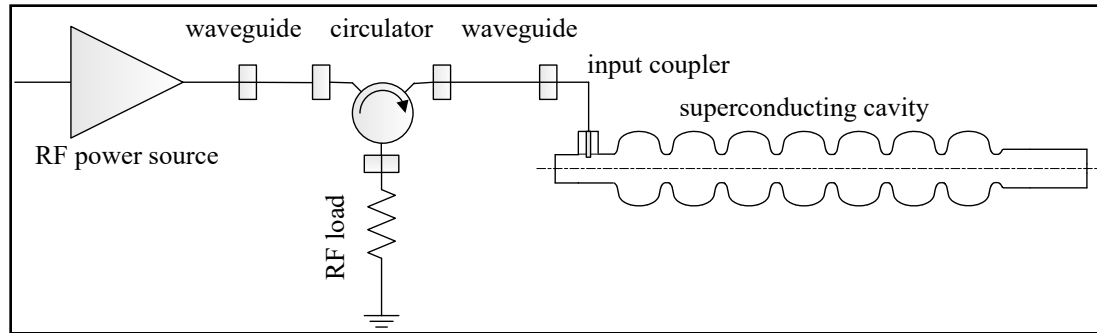 waveguide
circulator
waveguide
input coupler
superconducting cavity
RF power source
RF load